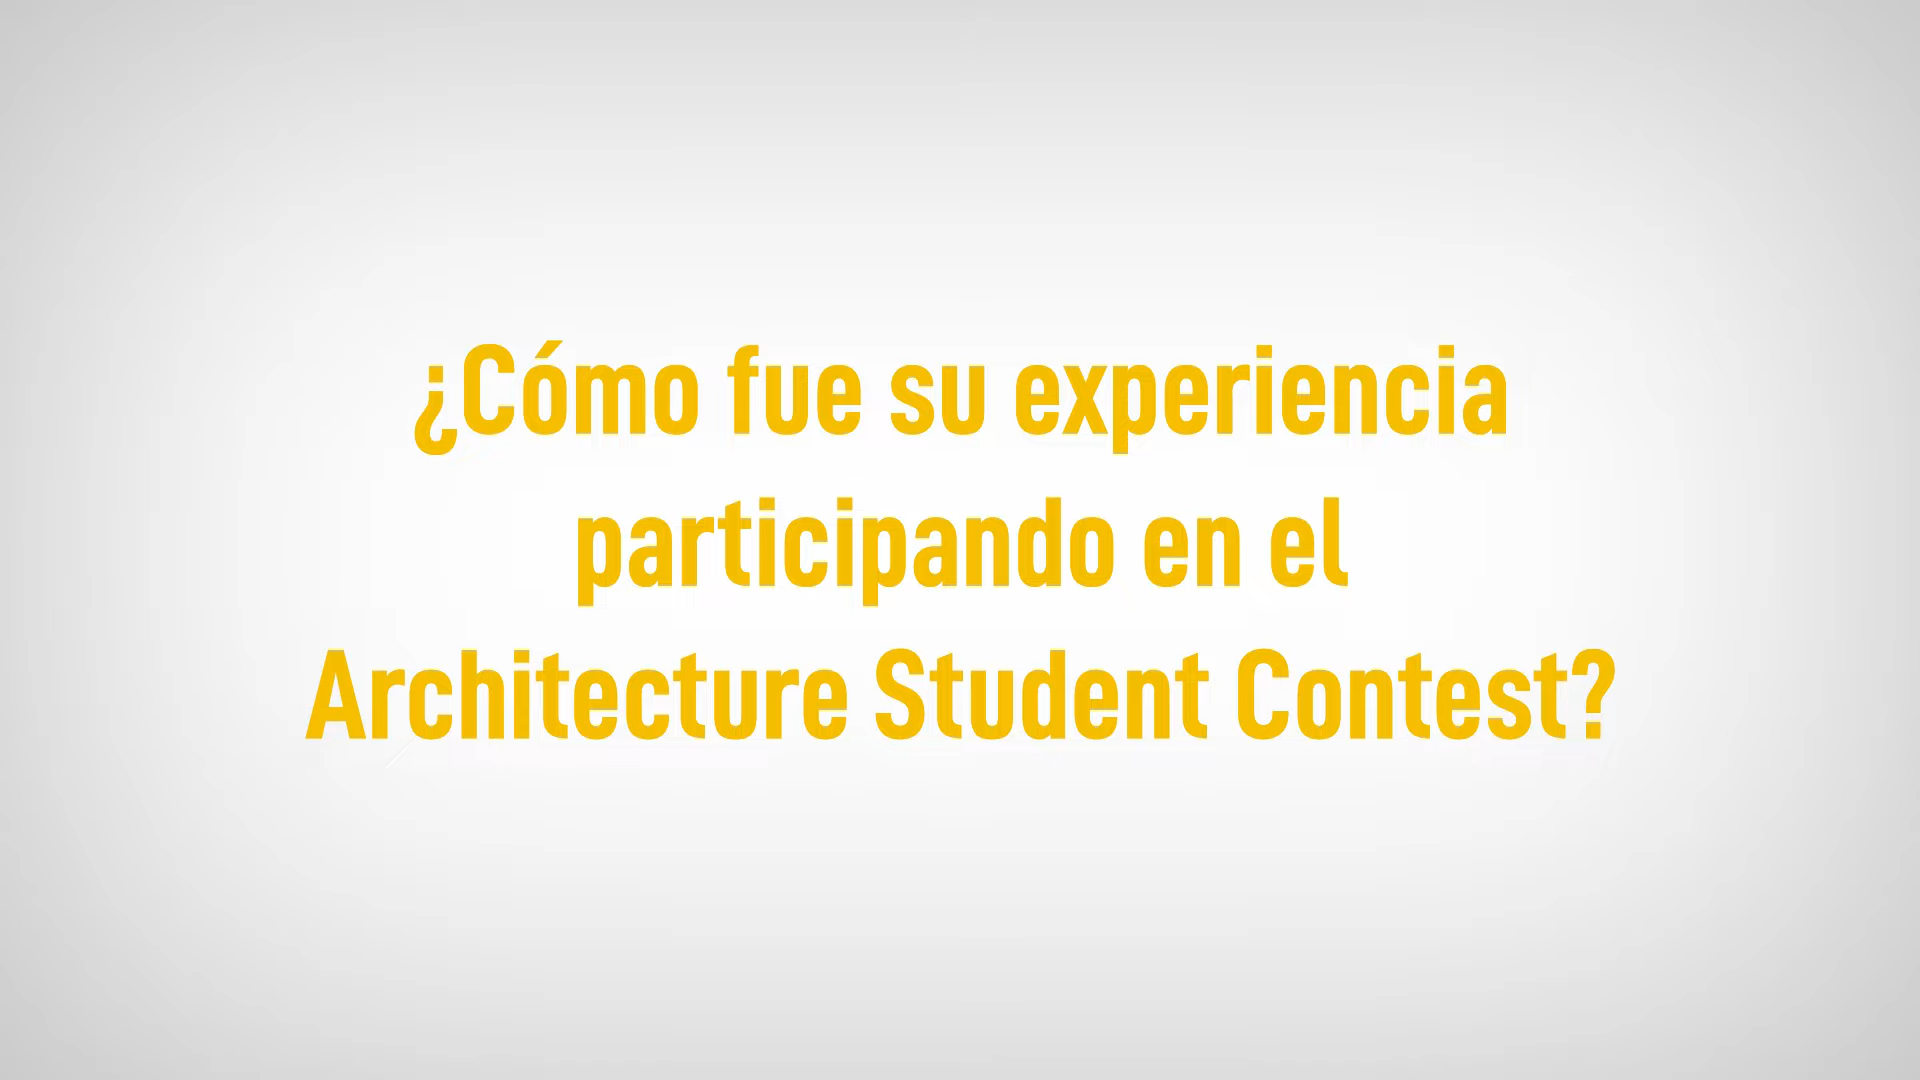 ¿Cómo fue su experiencia
participando en el
Architecture Student Contest?